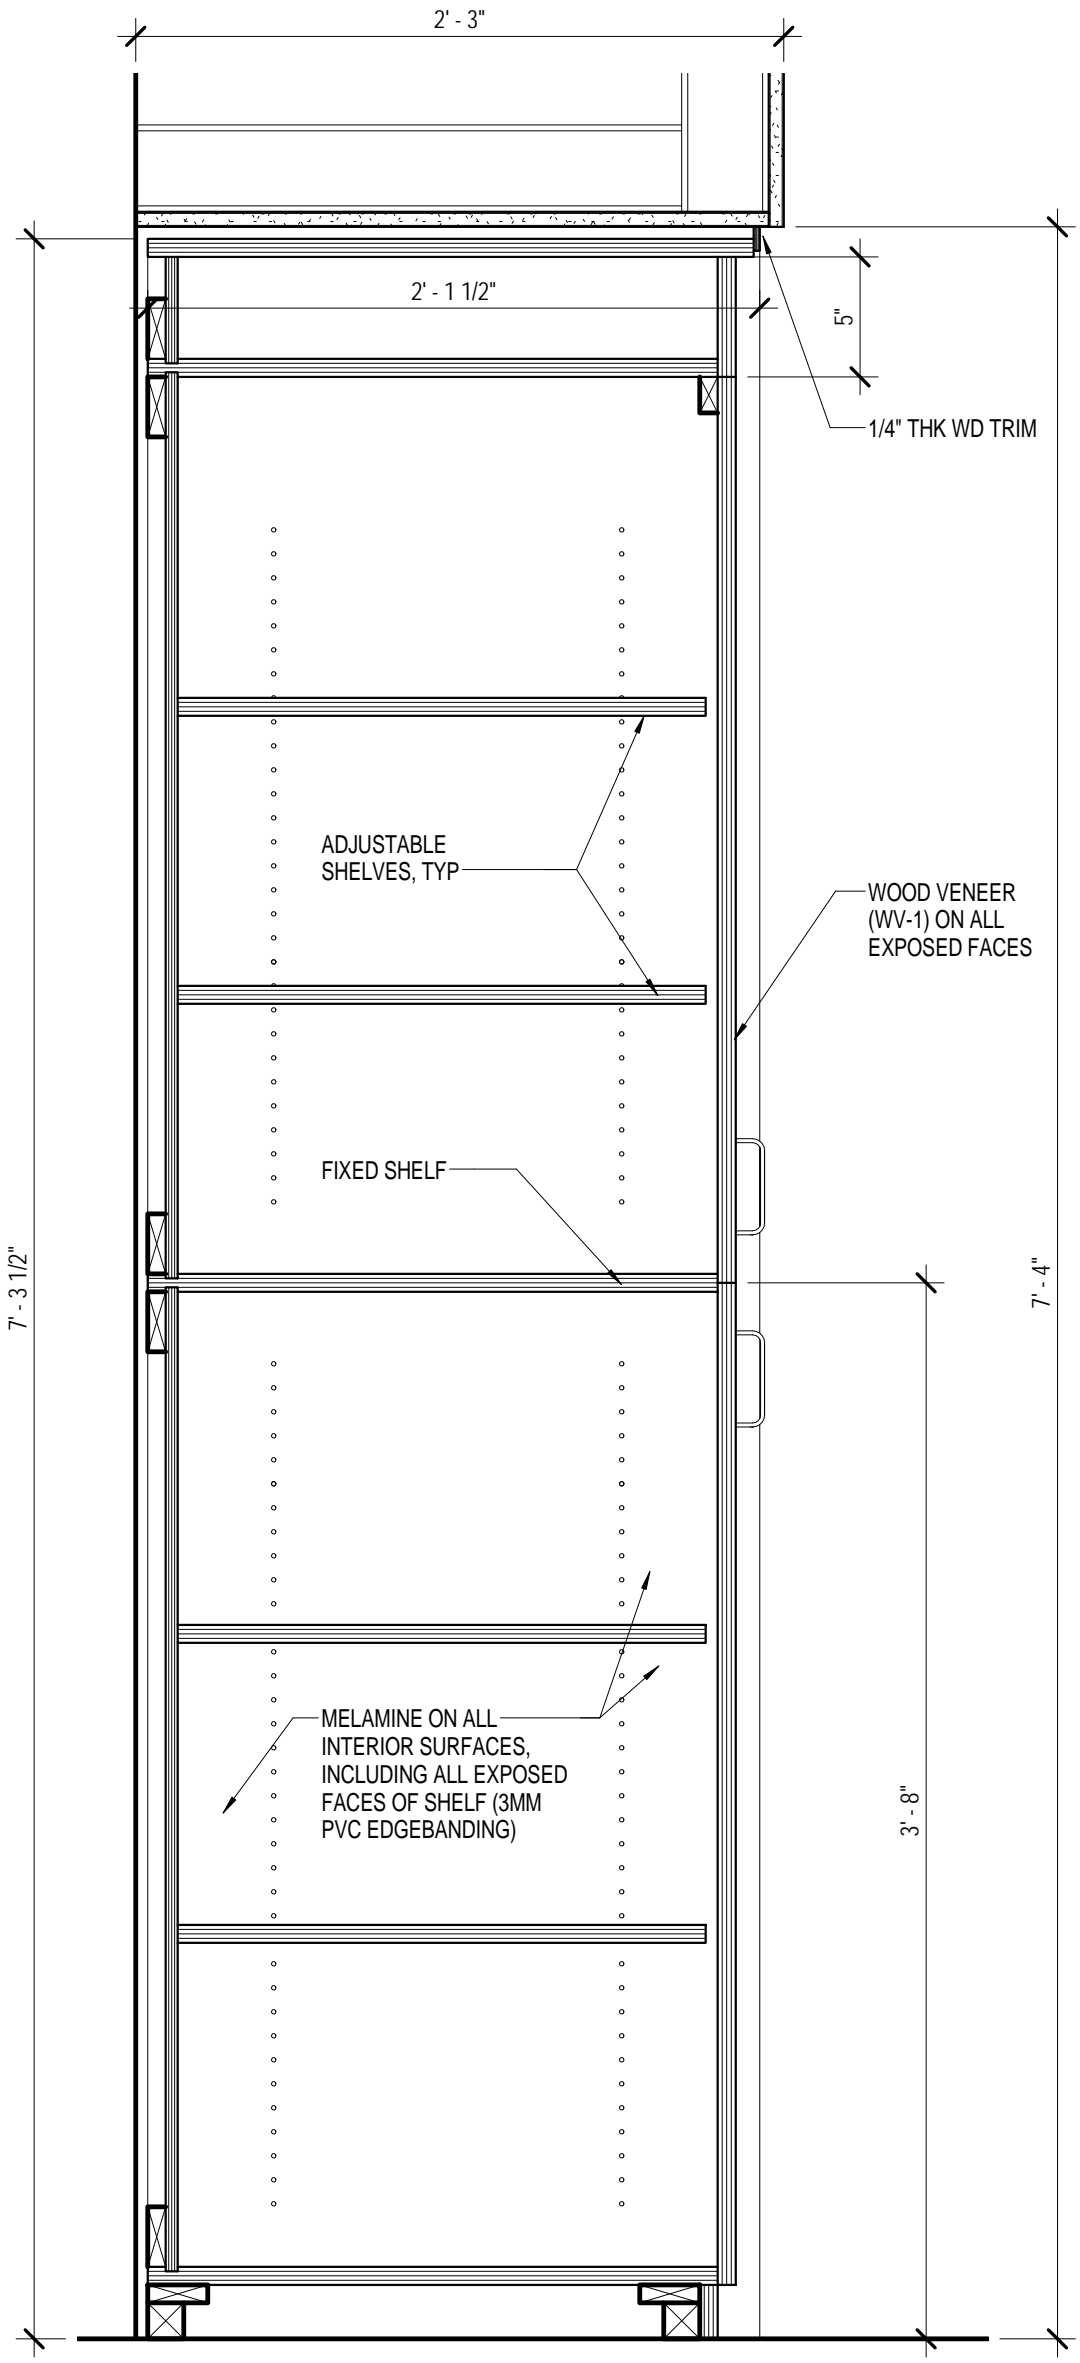 2' - 3"
2' - 1 1/2"
5"
1/4" THK WD TRIM
ADJUSTABLE
SHELVES, TYP
WOOD VENEER
(WV-1) ON ALL
EXPOSED FACES
FIXED SHELF
7' - 3 1/2"
7' - 4"
MELAMINE ON ALL
INTERIOR SURFACES,
INCLUDING ALL EXPOSED
FACES OF SHELF (3MM
PVC EDGEBANDING)
3' - 8"